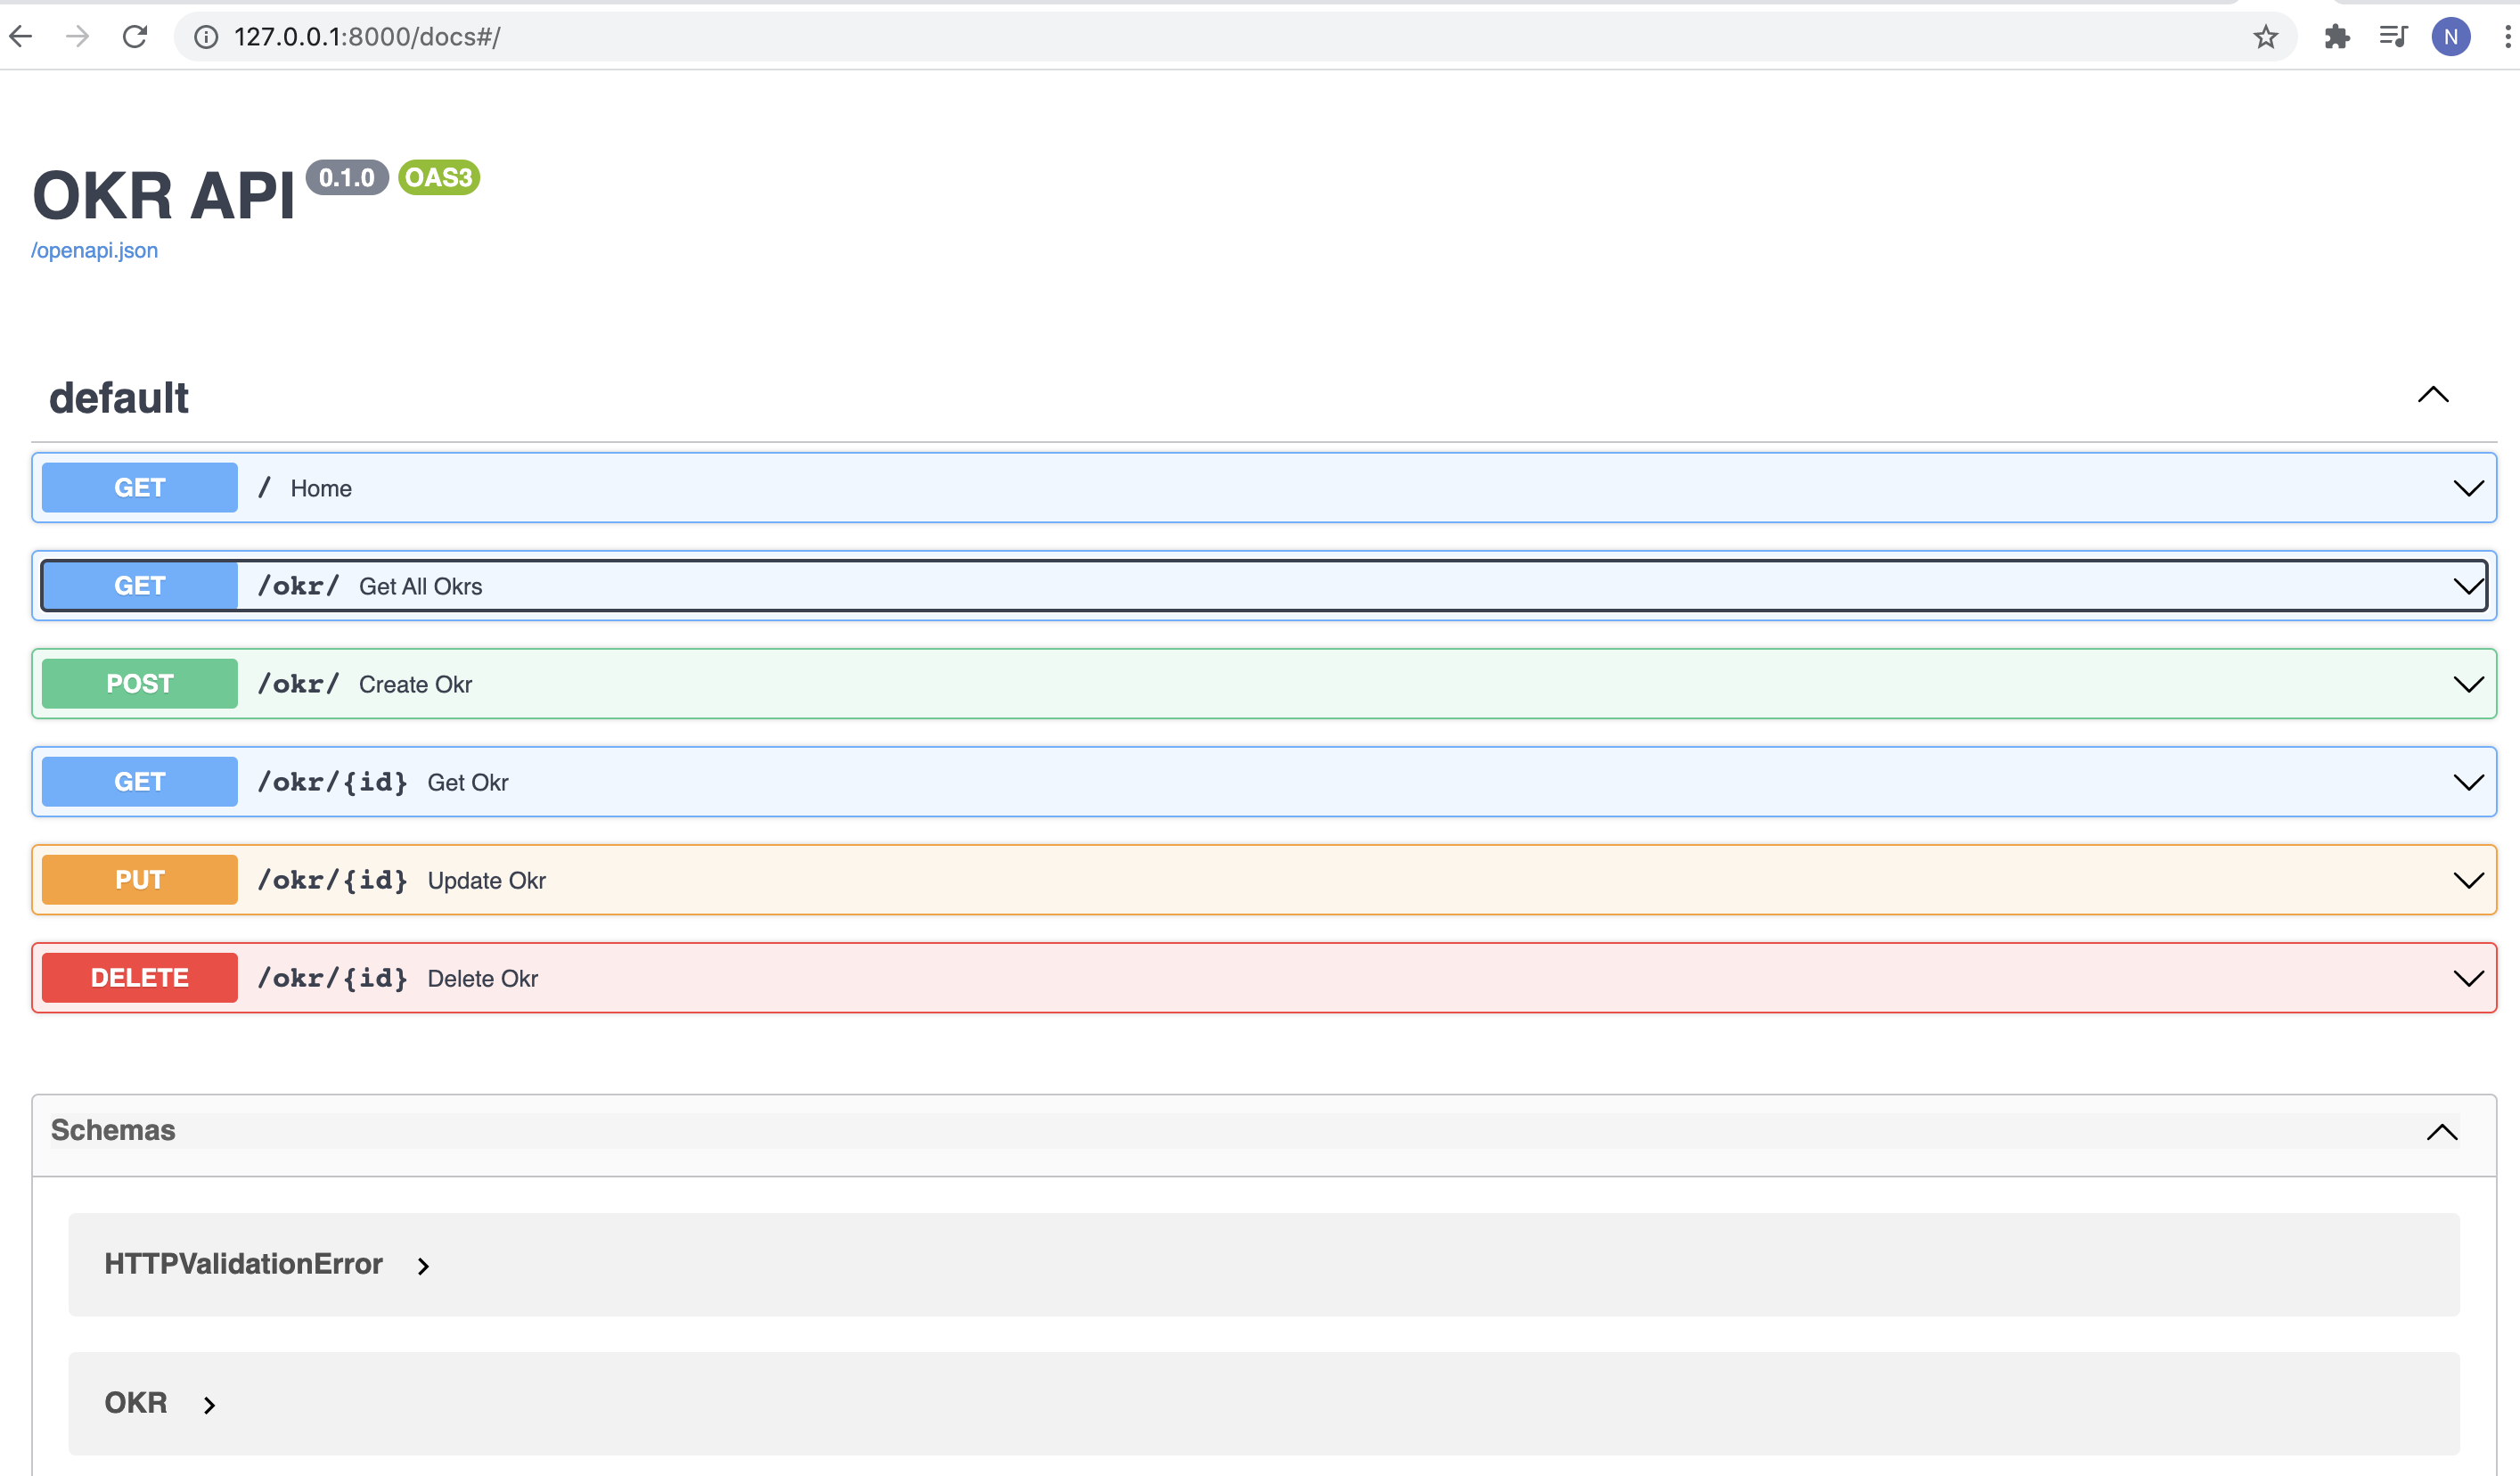 127.0.0.1:8000/docs#/
N
OKR API 0.1.0 OAS3
/openapi.json
default
GET / Home
GET /okr/ Get All Okrs
POST /okr/ Create Okr
GET /okr/{id} Get Okr
PUT /okr/{id} Update Okr
DELETE /okr/{id} Delete Okr
Schemas
HTTPValidationError
OKR